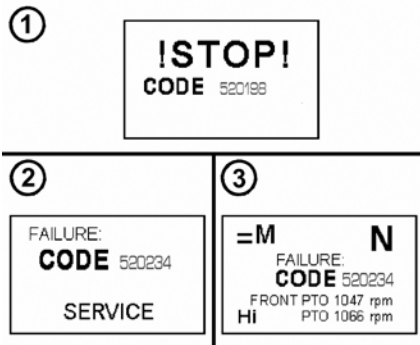 1
!STOP!
CODE 520198
2
FAILURE:
CODE 520234
SERVICE
3
=M N
FAILURE:
CODE 520234
FRONT PTO 1047 rpm
Hi PTO 1066 rpm